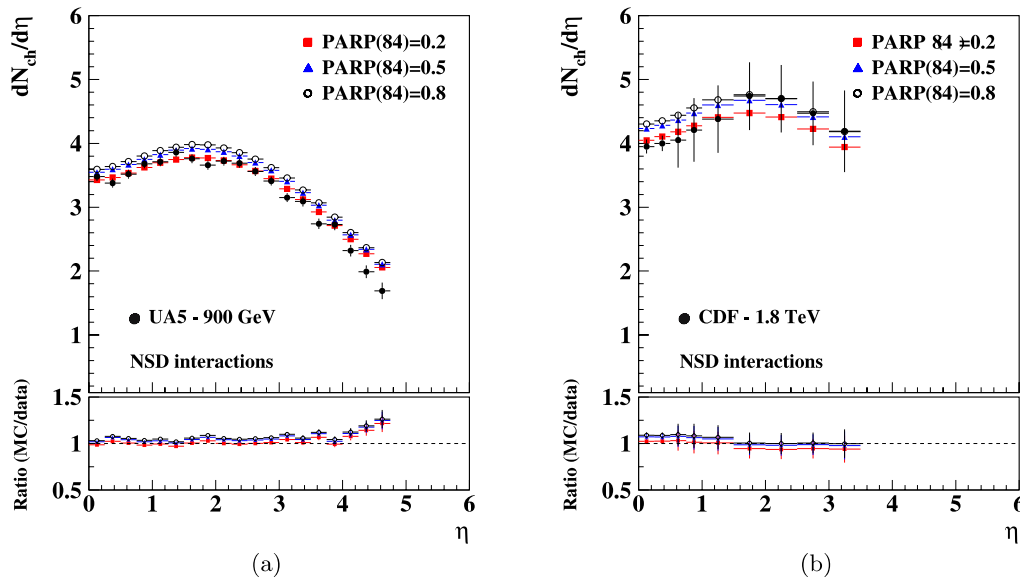 dN_ch/dη
6
5
4
3
2
1
PARP(84)=0.2
PARP(84)=0.5
PARP(84)=0.8
UA5 - 900 GeV
NSD interactions
Ratio (MC/data)
1.5
1
0.5
0 1 2 3 4 5 6
η
(a)
dN_ch/dη
6
5
4
3
2
1
PARP 84 =0.2
PARP(84)=0.5
PARP(84)=0.8
CDF - 1.8 TeV
NSD interactions
Ratio (MC/data)
1.5
1
0.5
0 1 2 3 4 5 6
η
(b)